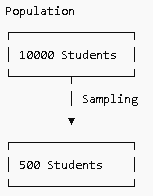 Population
10000 Students
Sampling
500 Students